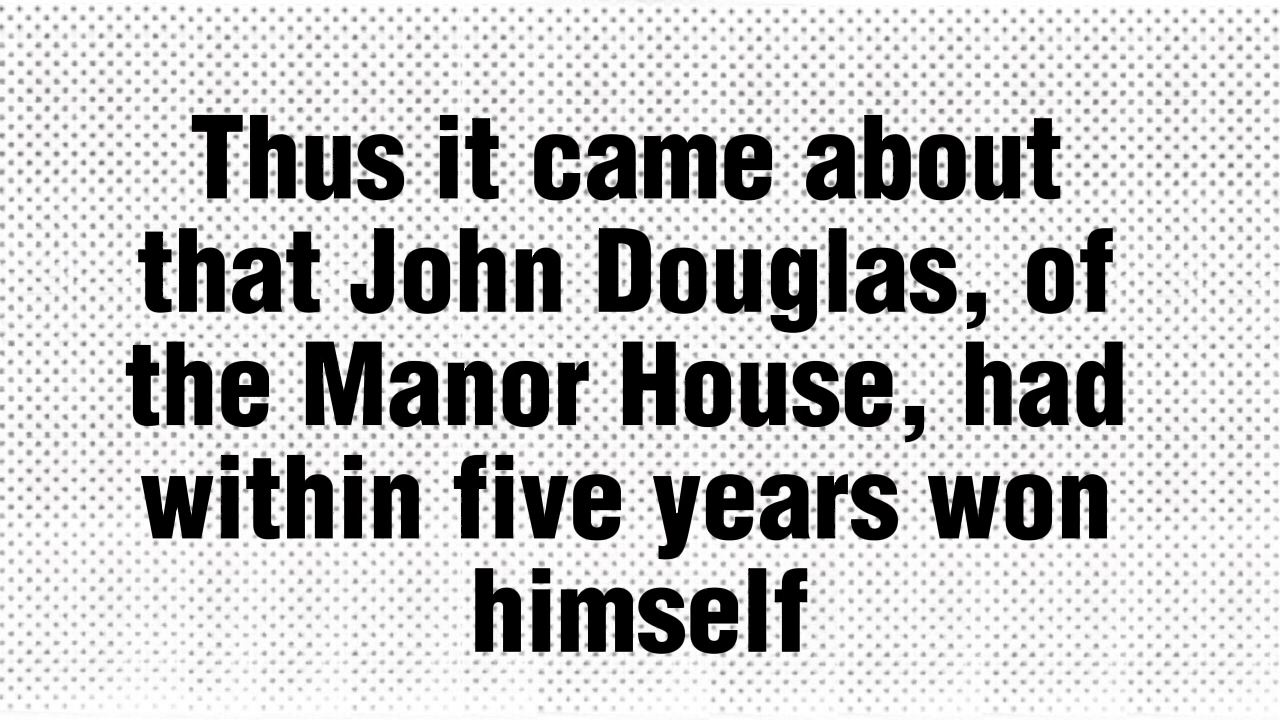 Thus it came about
that John Douglas, of
the Manor House, had
within five years won
himself